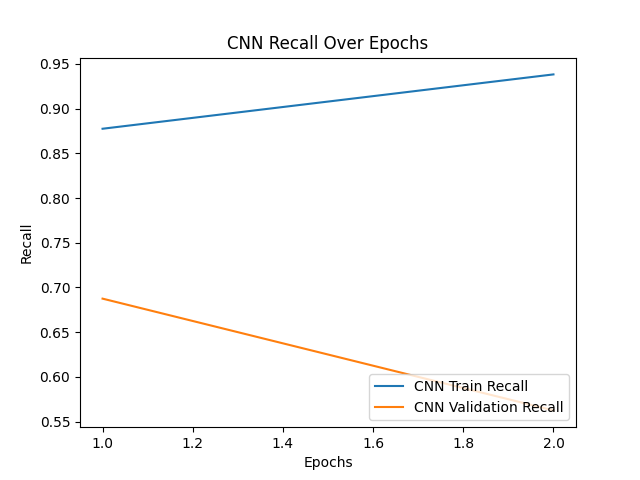 CNN Recall Over Epochs
0.95
0.90
0.85
0.80
0.75
0.70
0.65
0.60
0.55
Recall
CNN Train Recall
CNN Validation Recall
1.0 1.2 1.4 1.6 1.8 2.0
Epochs